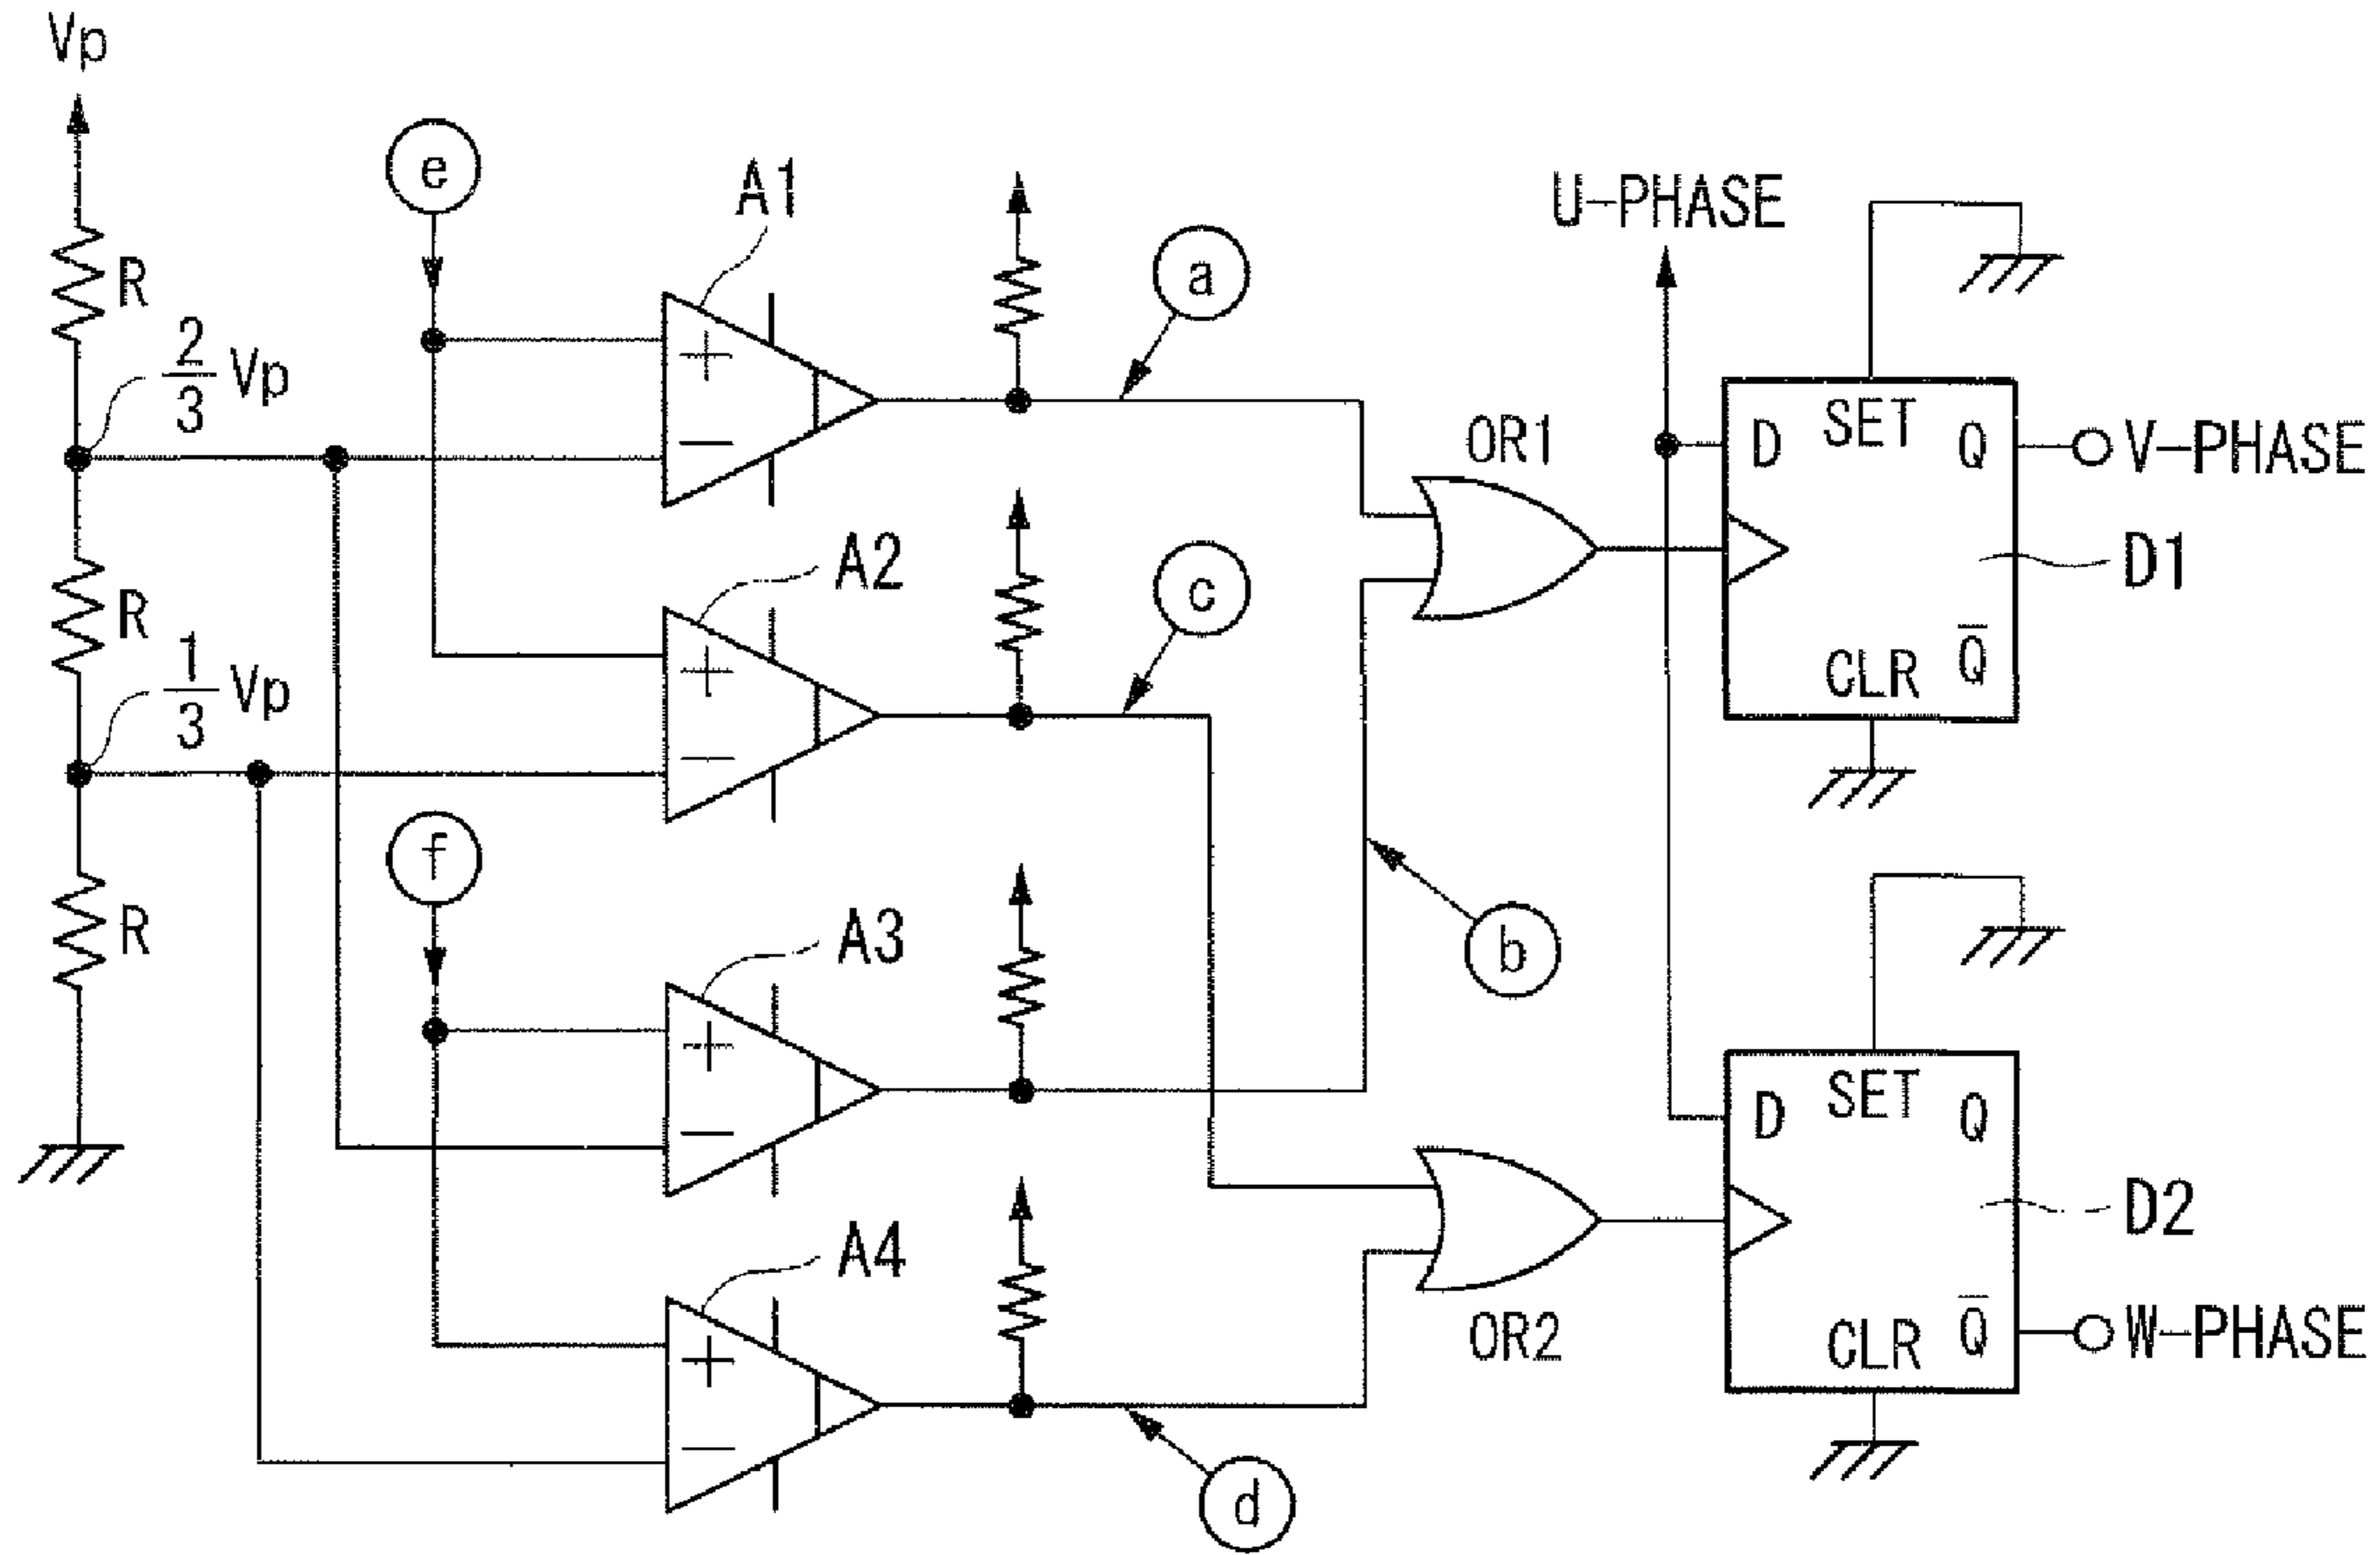 Vp
e
A1
a
U-PHASE
R
2/3 Vp
+
−
OR1
D
SET
Q
V-PHASE
A2
c
D1
R
1/3 Vp
+
−
CLR
Q̅
f
A3
b
R
+
−
D
SET
Q
D2
A4
OR2
+
−
CLR
Q̅
W-PHASE
d